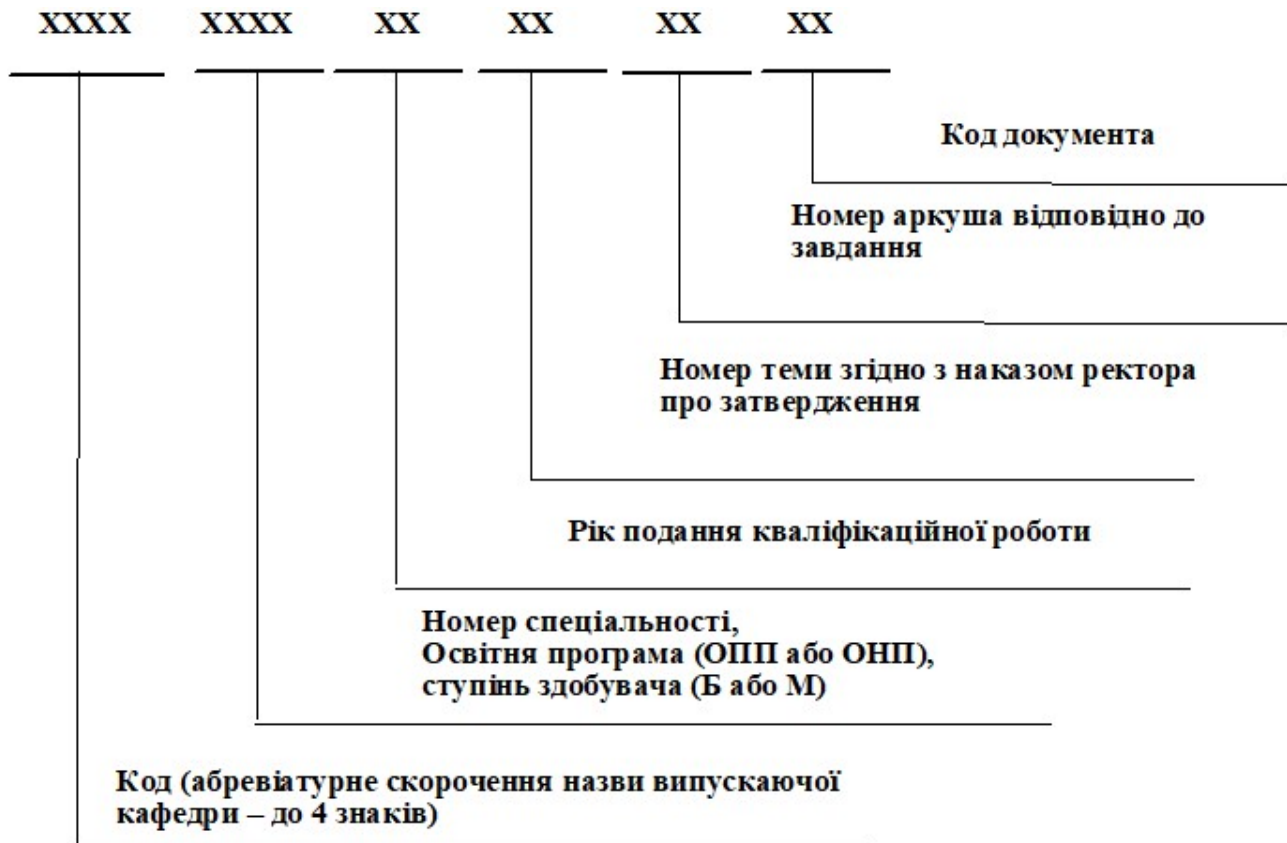 XXXX XXXX XX XX XX XX
Код документа
Номер аркуша відповідно до
завдання
Номер теми згідно з наказом ректора
про затвердження
Рік подання кваліфікаційної роботи
Номер спеціальності,
Освітня програма (ОПП або ОНП),
ступінь здобувача (Б або М)
Код (абревіатурне скорочення назви випускаючої
кафедри – до 4 знаків)